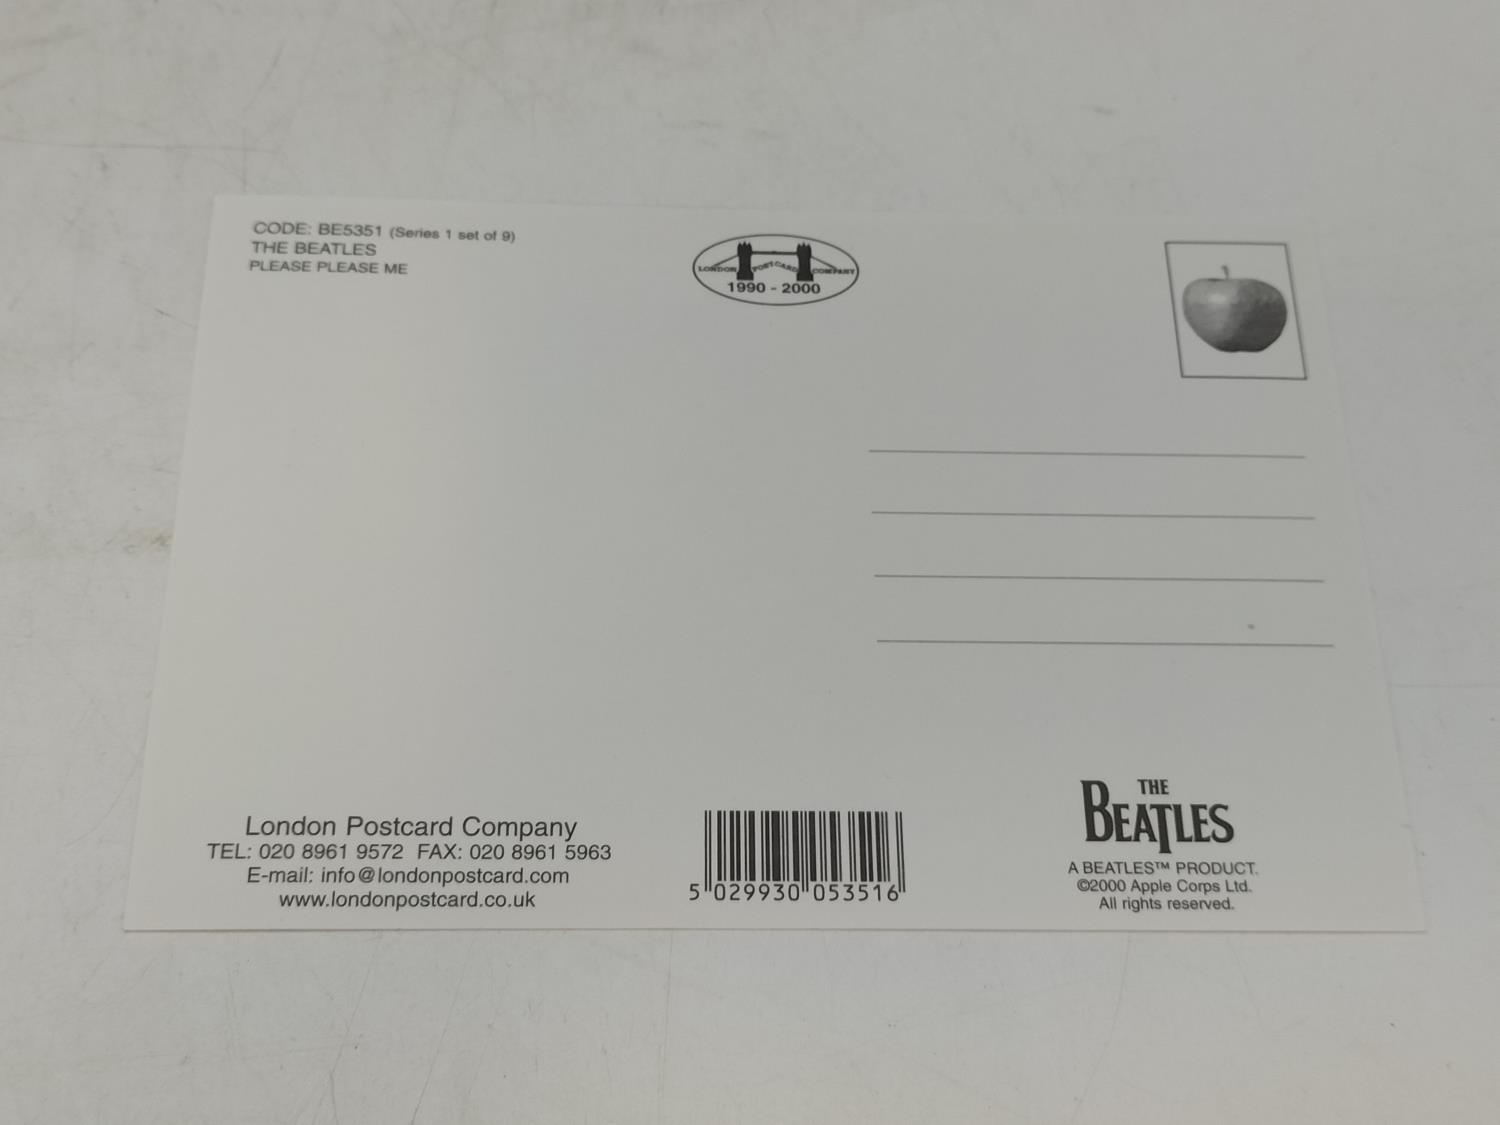 CODE: BE5351 (Series 1 set of 9)
THE BEATLES
PLEASE PLEASE ME
LONDON POSTCARD COMPANY
1990 - 2000
London Postcard Company
TEL: 020 8961 9572 FAX: 020 8961 5963
E-mail: info@londonpostcard.com
www.londonpostcard.co.uk
5 029930 053516
THE
BEATLES
A BEATLES™ PRODUCT.
©2000 Apple Corps Ltd.
All rights reserved.